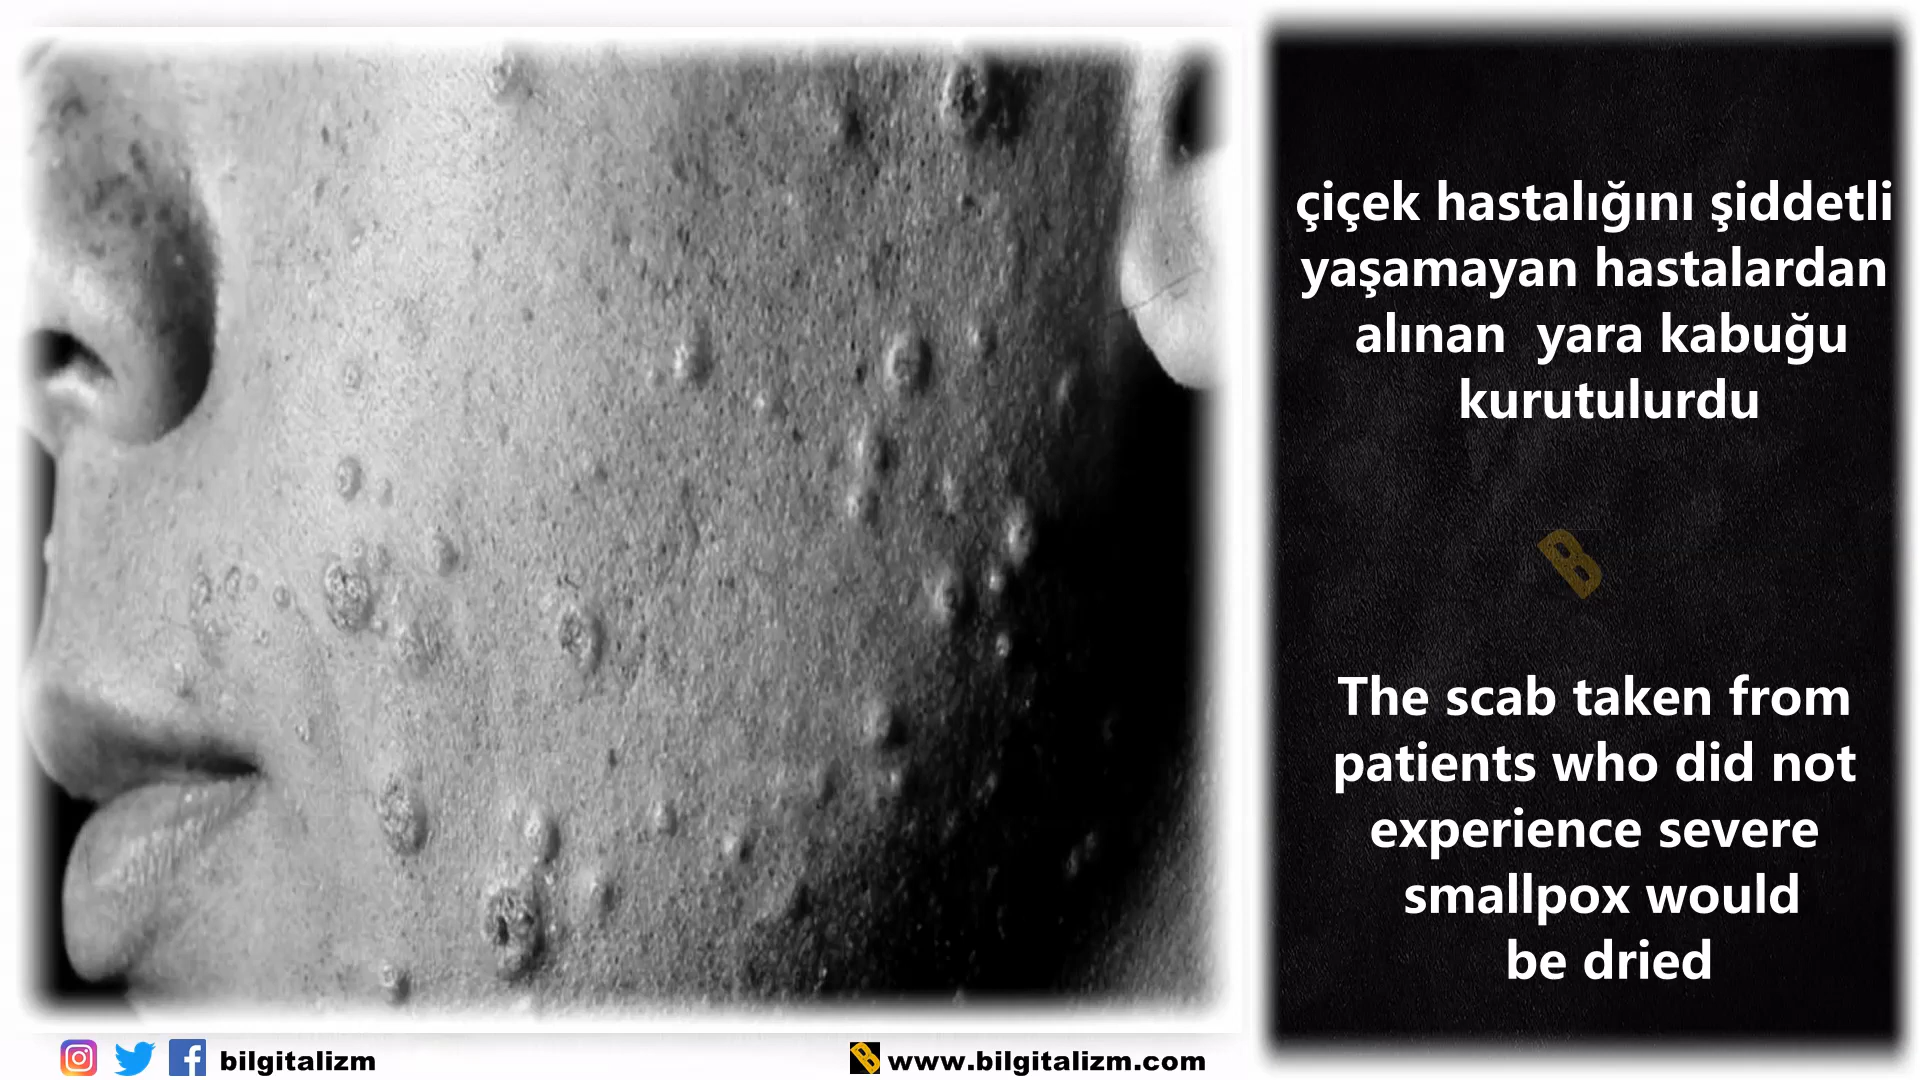 çiçek hastalığını şiddetli
yaşamayan hastalardan
alınan  yara kabuğu
kurutulurdu
B
The scab taken from
patients who did not
experience severe
smallpox would
be dried
bilgitalizm
B www.bilgitalizm.com